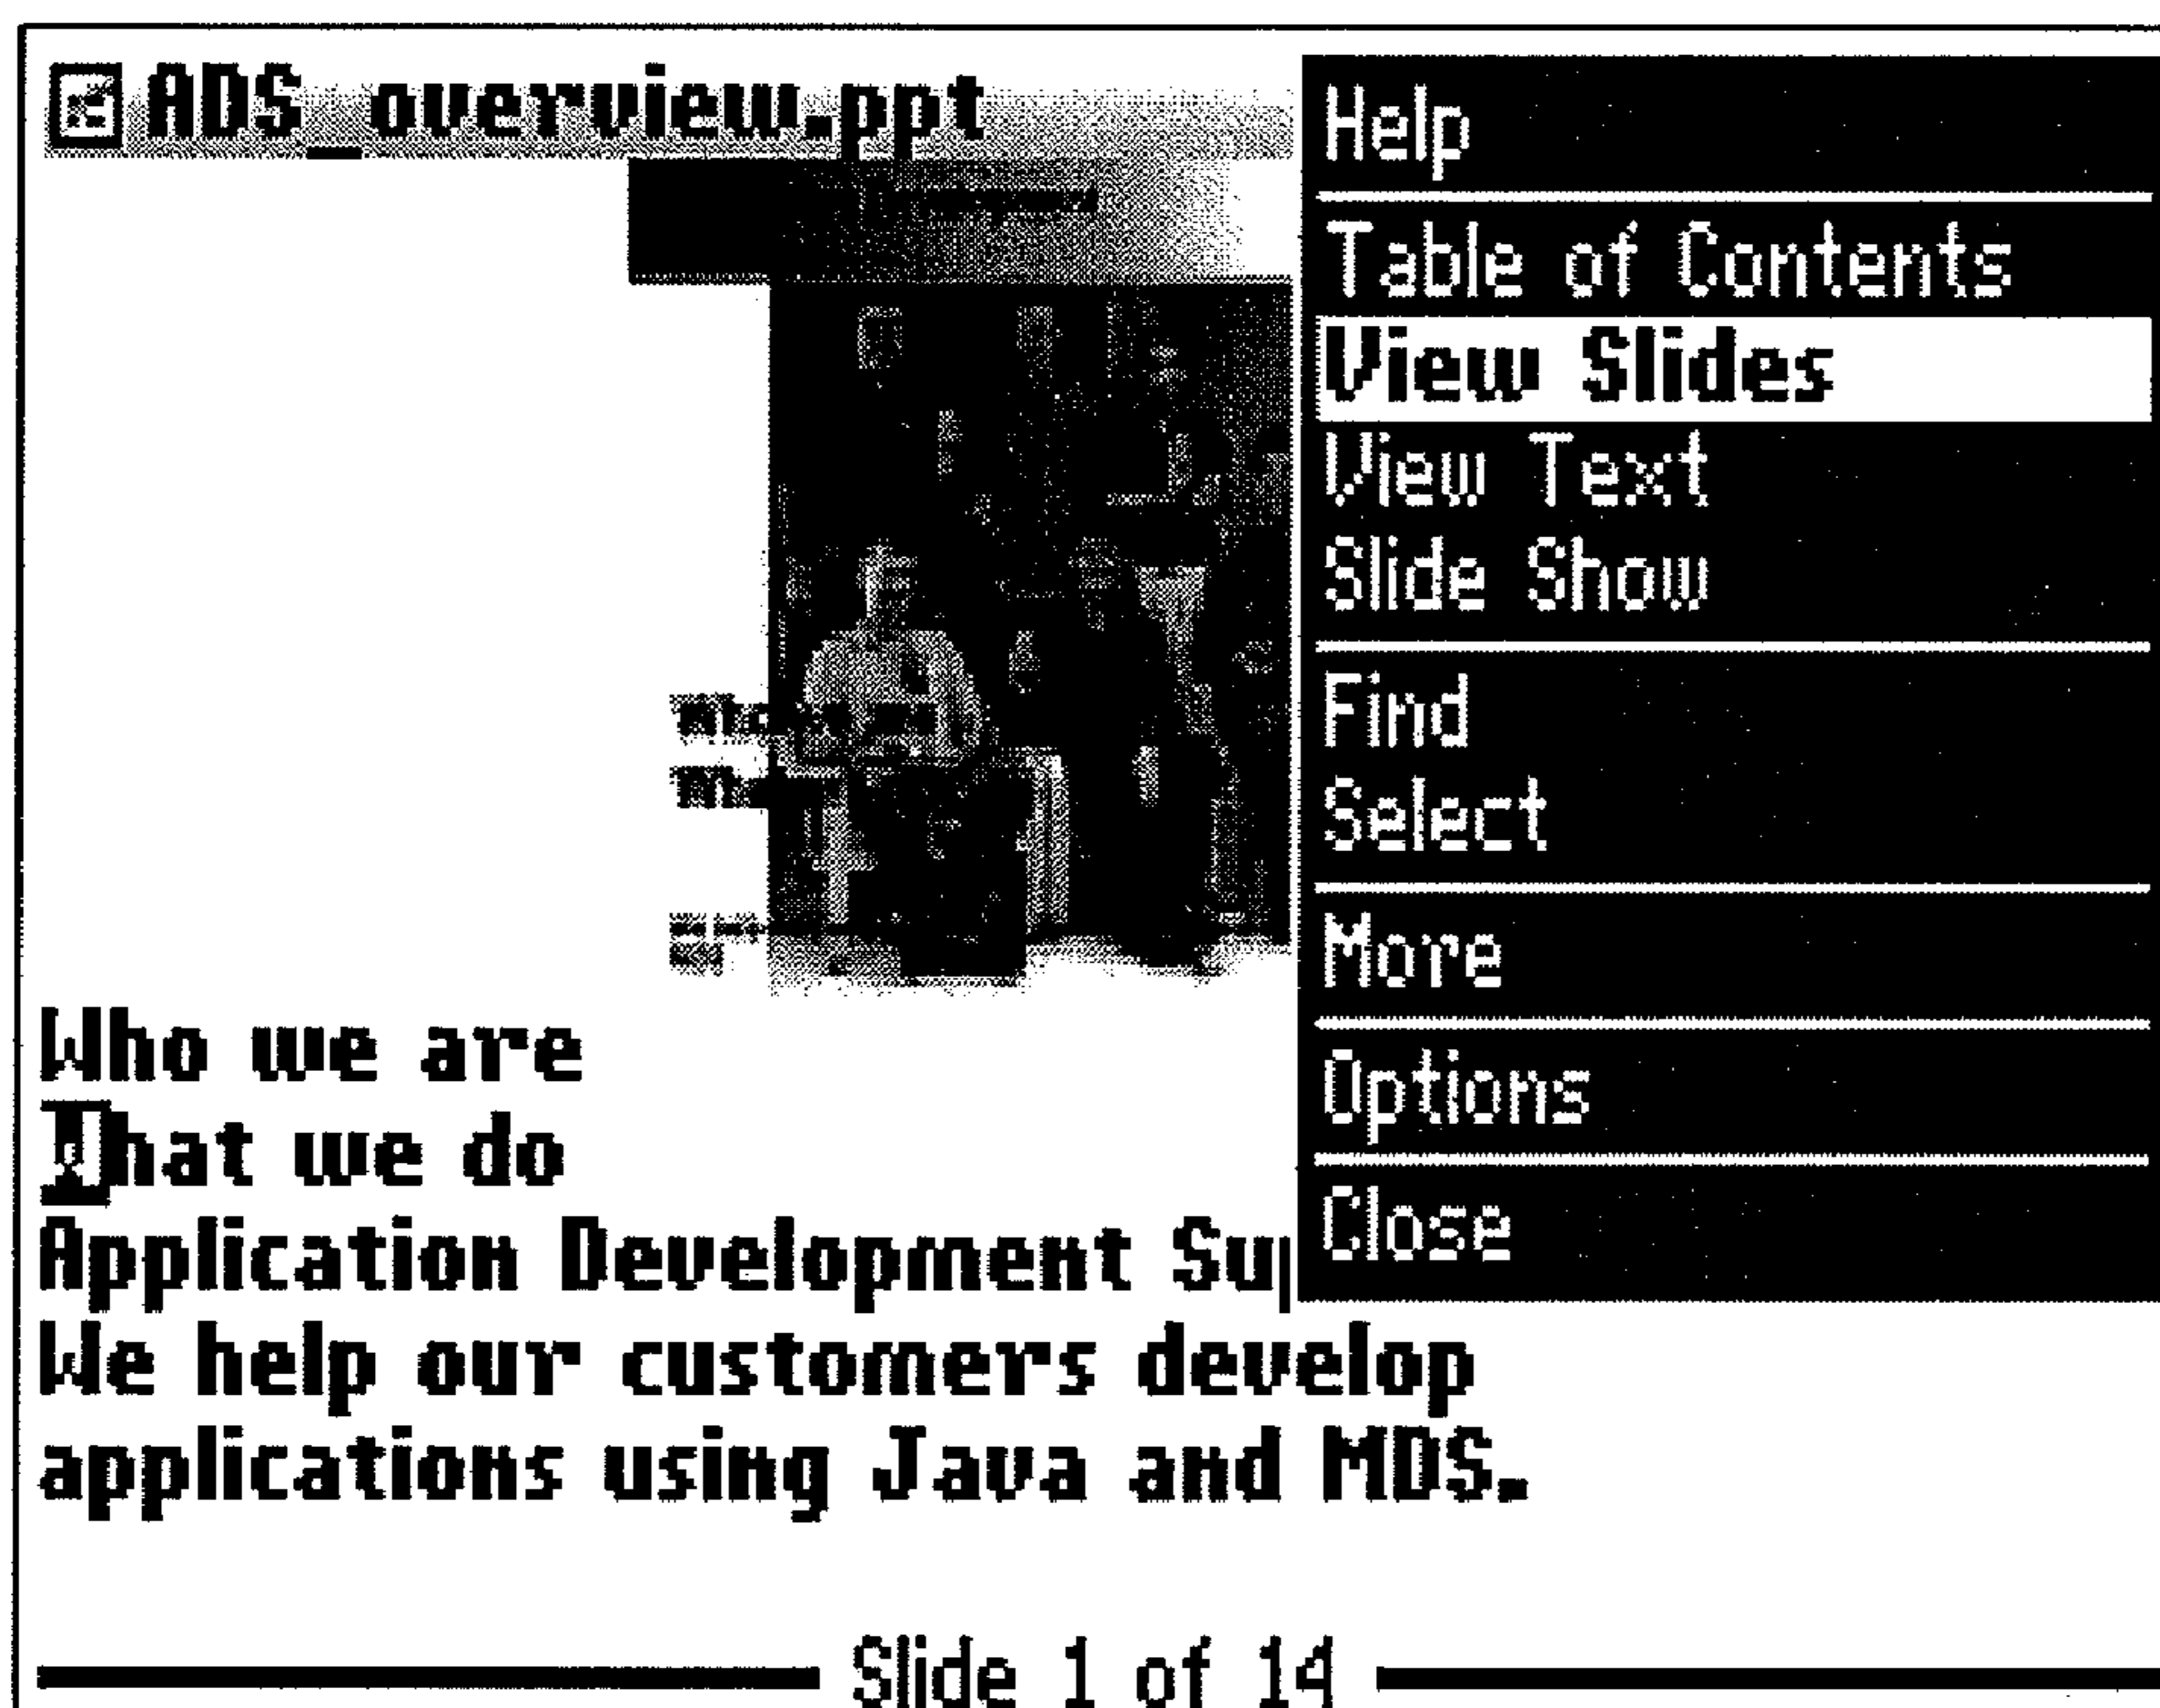 ADS_overview.ppt
Help
Table of Contents
View Slides
View Text
Slide Show
Find
Select
More
Options
Close
Who we are
What we do
Application Development Su
We help our customers develop
applications using Java and MDS.
Slide 1 of 14